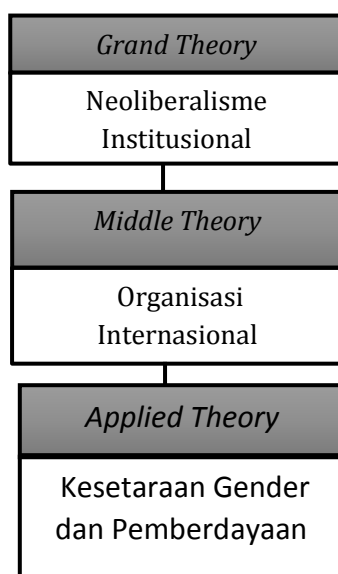 Grand Theory
Neoliberalisme
Institusional
Middle Theory
Organisasi
Internasional
Applied Theory
Kesetaraan Gender
dan Pemberdayaan